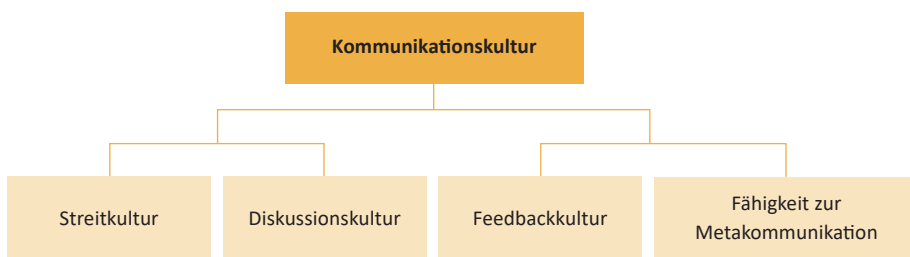 Kommunikationskultur
Streitkultur
Diskussionskultur
Feedbackkultur
Fähigkeit zur
Metakommunikation